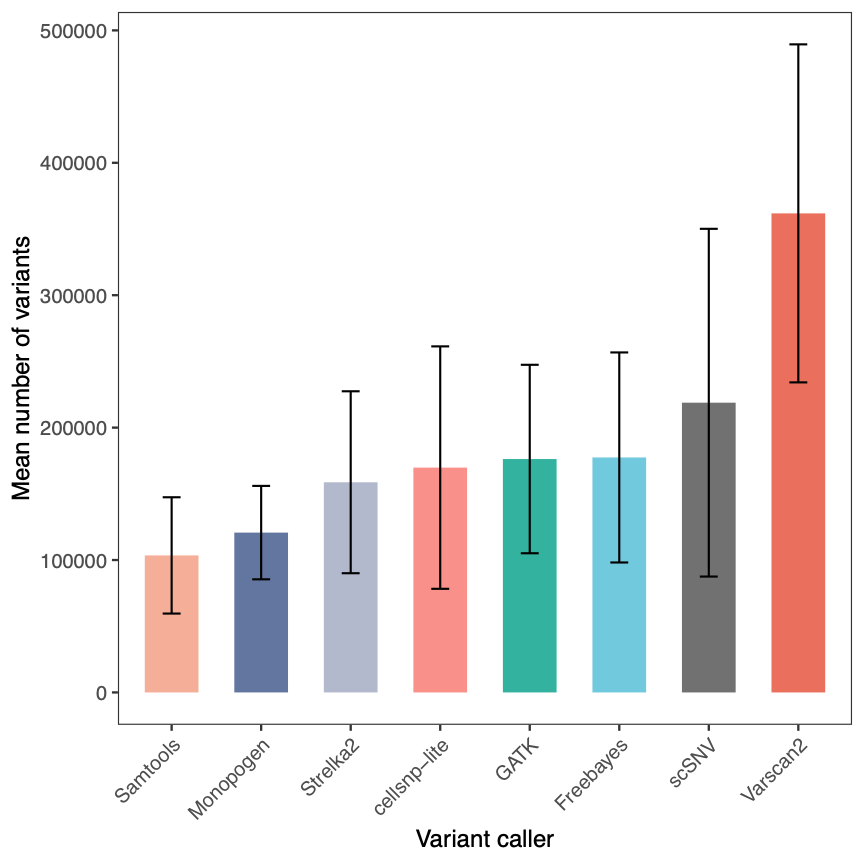 Mean number of variants
500000
400000
300000
200000
100000
0
Samtools
Monopogen
Strelka2
cellsnp−lite
GATK
Freebayes
scSNV
Varscan2
Variant caller